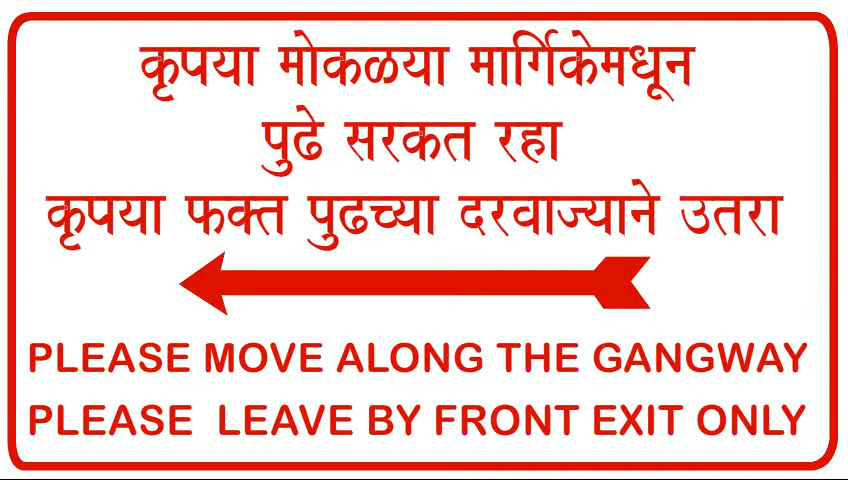 कृपया मोकळया मार्गिकेमधून
पुढे सरकत रहा
कृपया फक्त पुढच्या दरवाज्याने उतरा
PLEASE MOVE ALONG THE GANGWAY
PLEASE LEAVE BY FRONT EXIT ONLY